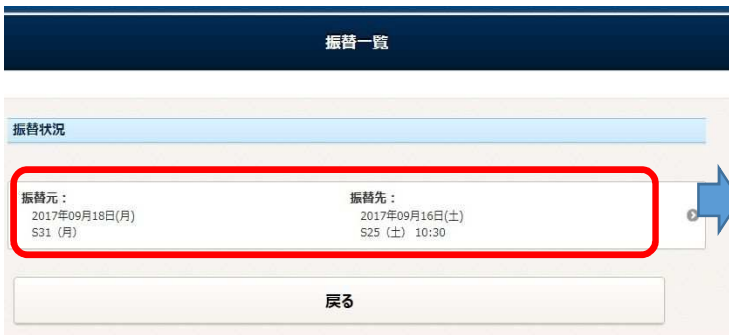 振替一覧
振替状況
振替元：
2017年09月18日(月)
S31（月）
振替先：
2017年09月16日(土)
S25（土） 10:30
戻る